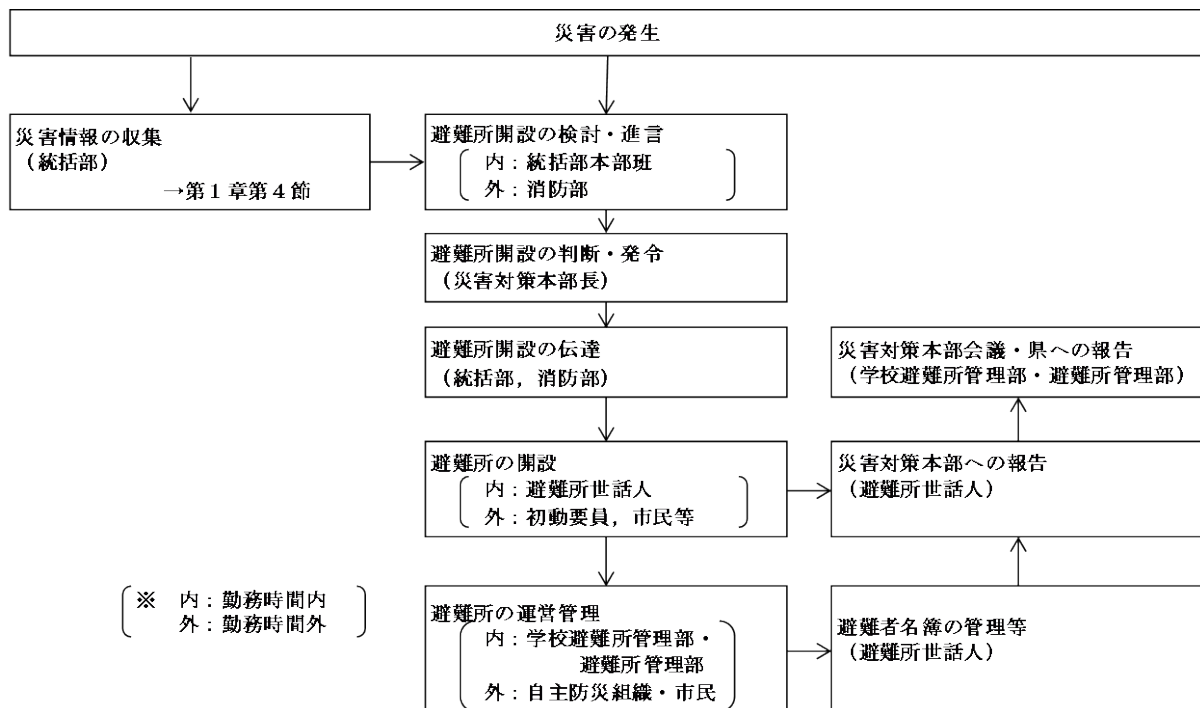 災害の発生
災害情報の収集
（統括部）
→第１章第４節
避難所開設の検討・進言
内：統括部本部班
外：消防部
避難所開設の判断・発令
（災害対策本部長）
避難所開設の伝達
（統括部，消防部）
災害対策本部会議・県への報告
（学校避難所管理部・避難所管理部）
避難所の開設
内：避難所世話人
外：初動要員，市民等
災害対策本部への報告
（避難所世話人）
※　内：勤務時間内
外：勤務時間外
避難所の運営管理
内：学校避難所管理部・
避難所管理部
外：自主防災組織・市民
避難者名簿の管理等
（避難所世話人）